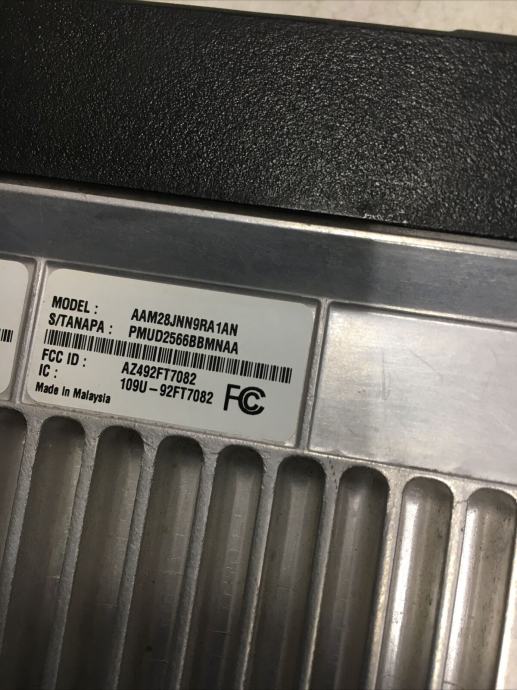 MODEL : AAM28JNN9RA1AN
S/TANAPA : PMUD2566BBMNAA
FCC ID : AZ492FT7082
IC : 109U-92FT7082
Made in Malaysia
FC